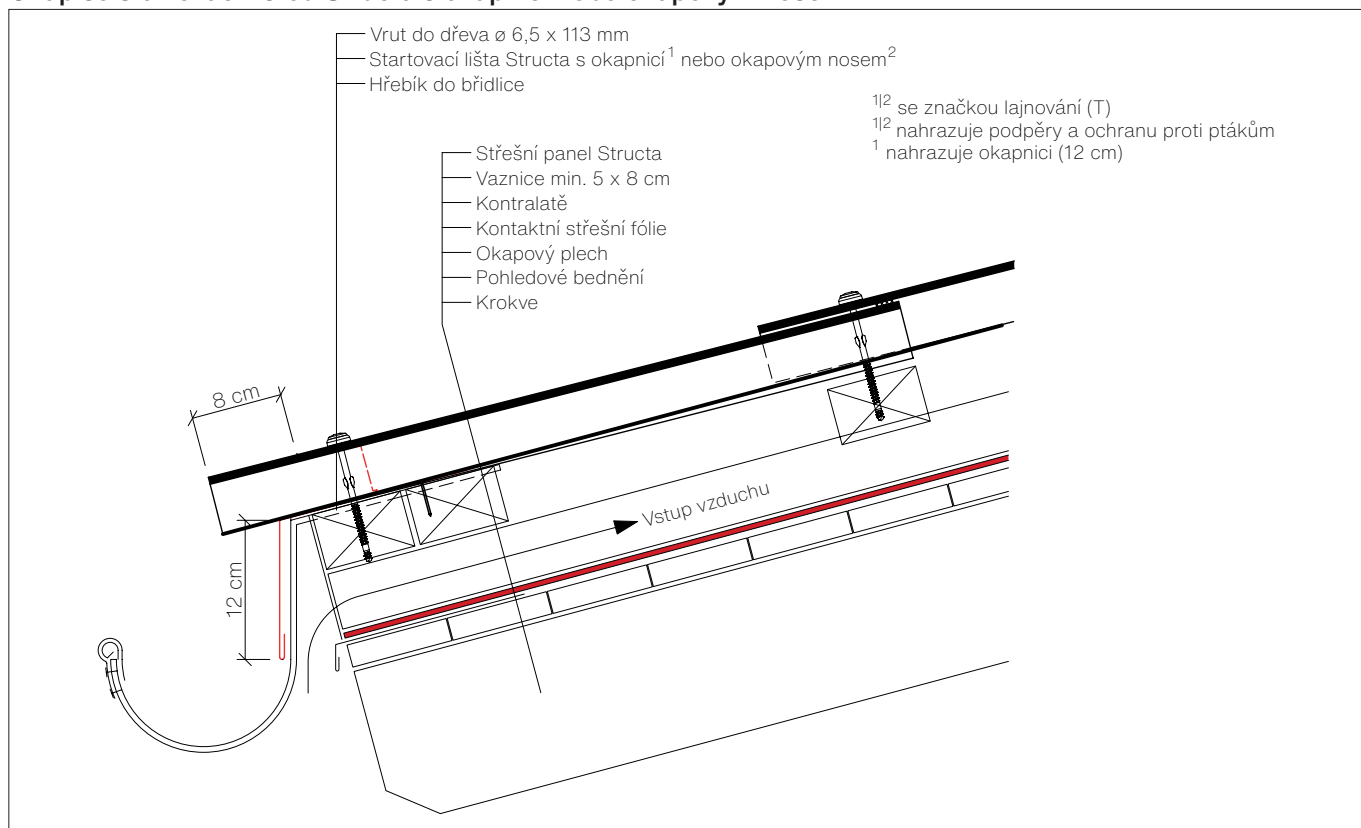 Vrut do dřeva ø 6,5 x 113 mm
Startovací lišta Structa s okapnicí¹ nebo okapovým nosem²
Hřebík do břidlice
¹|² se značkou lajnování (T)
¹|² nahrazuje podpěry a ochranu proti ptákům
¹ nahrazuje okapnici (12 cm)
Střešní panel Structa
Vaznice min. 5 x 8 cm
Kontralatě
Kontaktní střešní fólie
Okapový plech
Pohledové bednění
Krokve
8 cm
Vstup vzduchu
12 cm